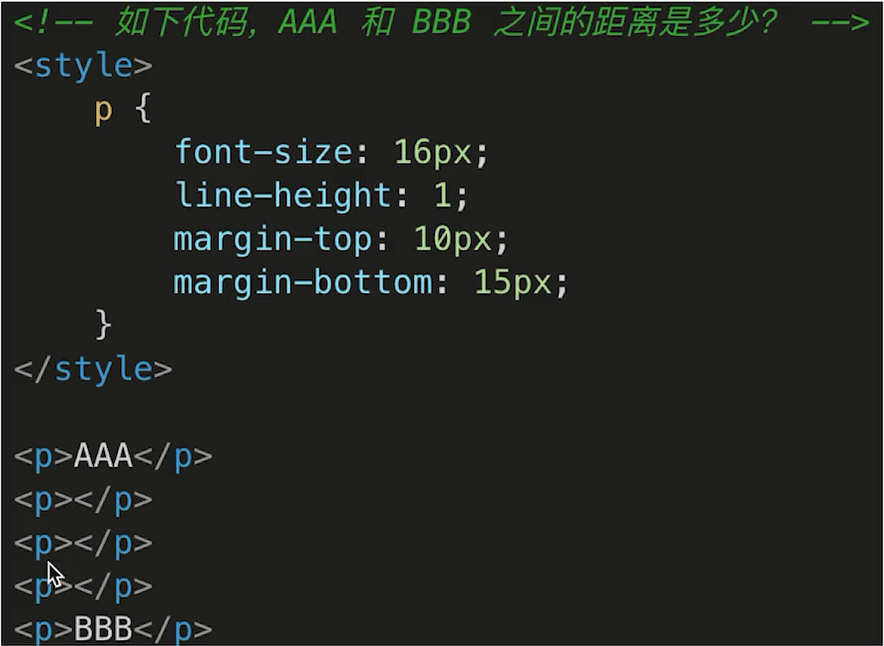 <!-- 如下代码，AAA 和 BBB 之间的距离是多少？ -->
<style>
    p {
        font-size: 16px;
        line-height: 1;
        margin-top: 10px;
        margin-bottom: 15px;
    }
</style>

<p>AAA</p>
<p></p>
<p></p>
<p></p>
<p>BBB</p>